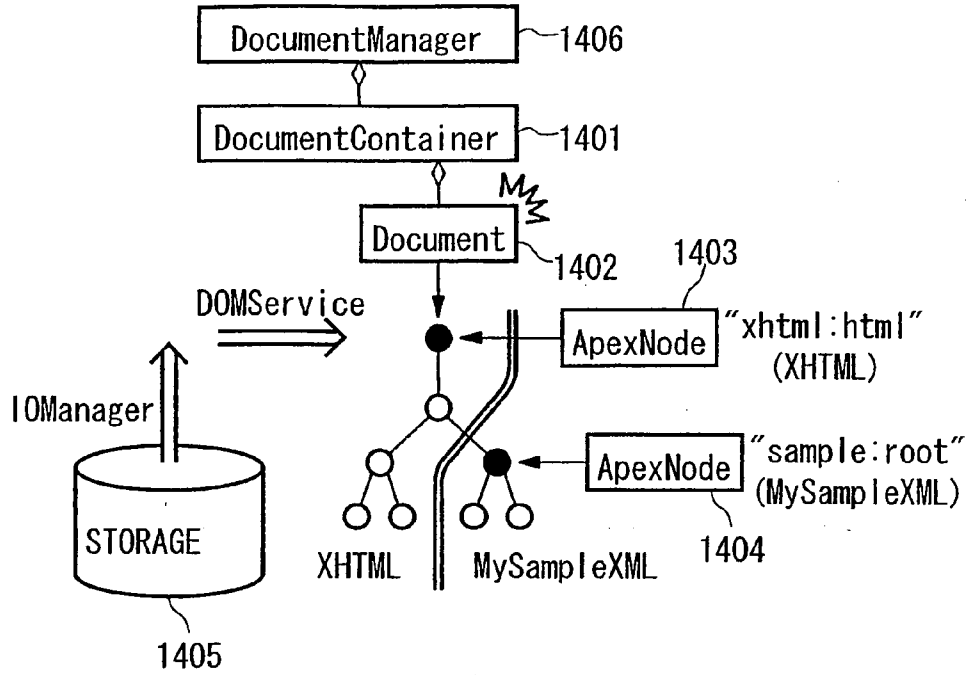 DocumentManager
1406
DocumentContainer
1401
Document
1402
1403
DOMService
ApexNode
"xhtml:html"
(XHTML)
IOManager
ApexNode
"sample:root"
(MySampleXML)
STORAGE
XHTML
MySampleXML
1404
1405